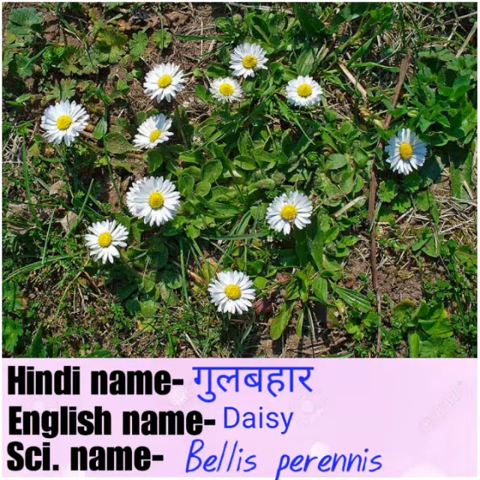 Hindi name- गुलबहार
English name- Daisy
Sci. name- Bellis perennis